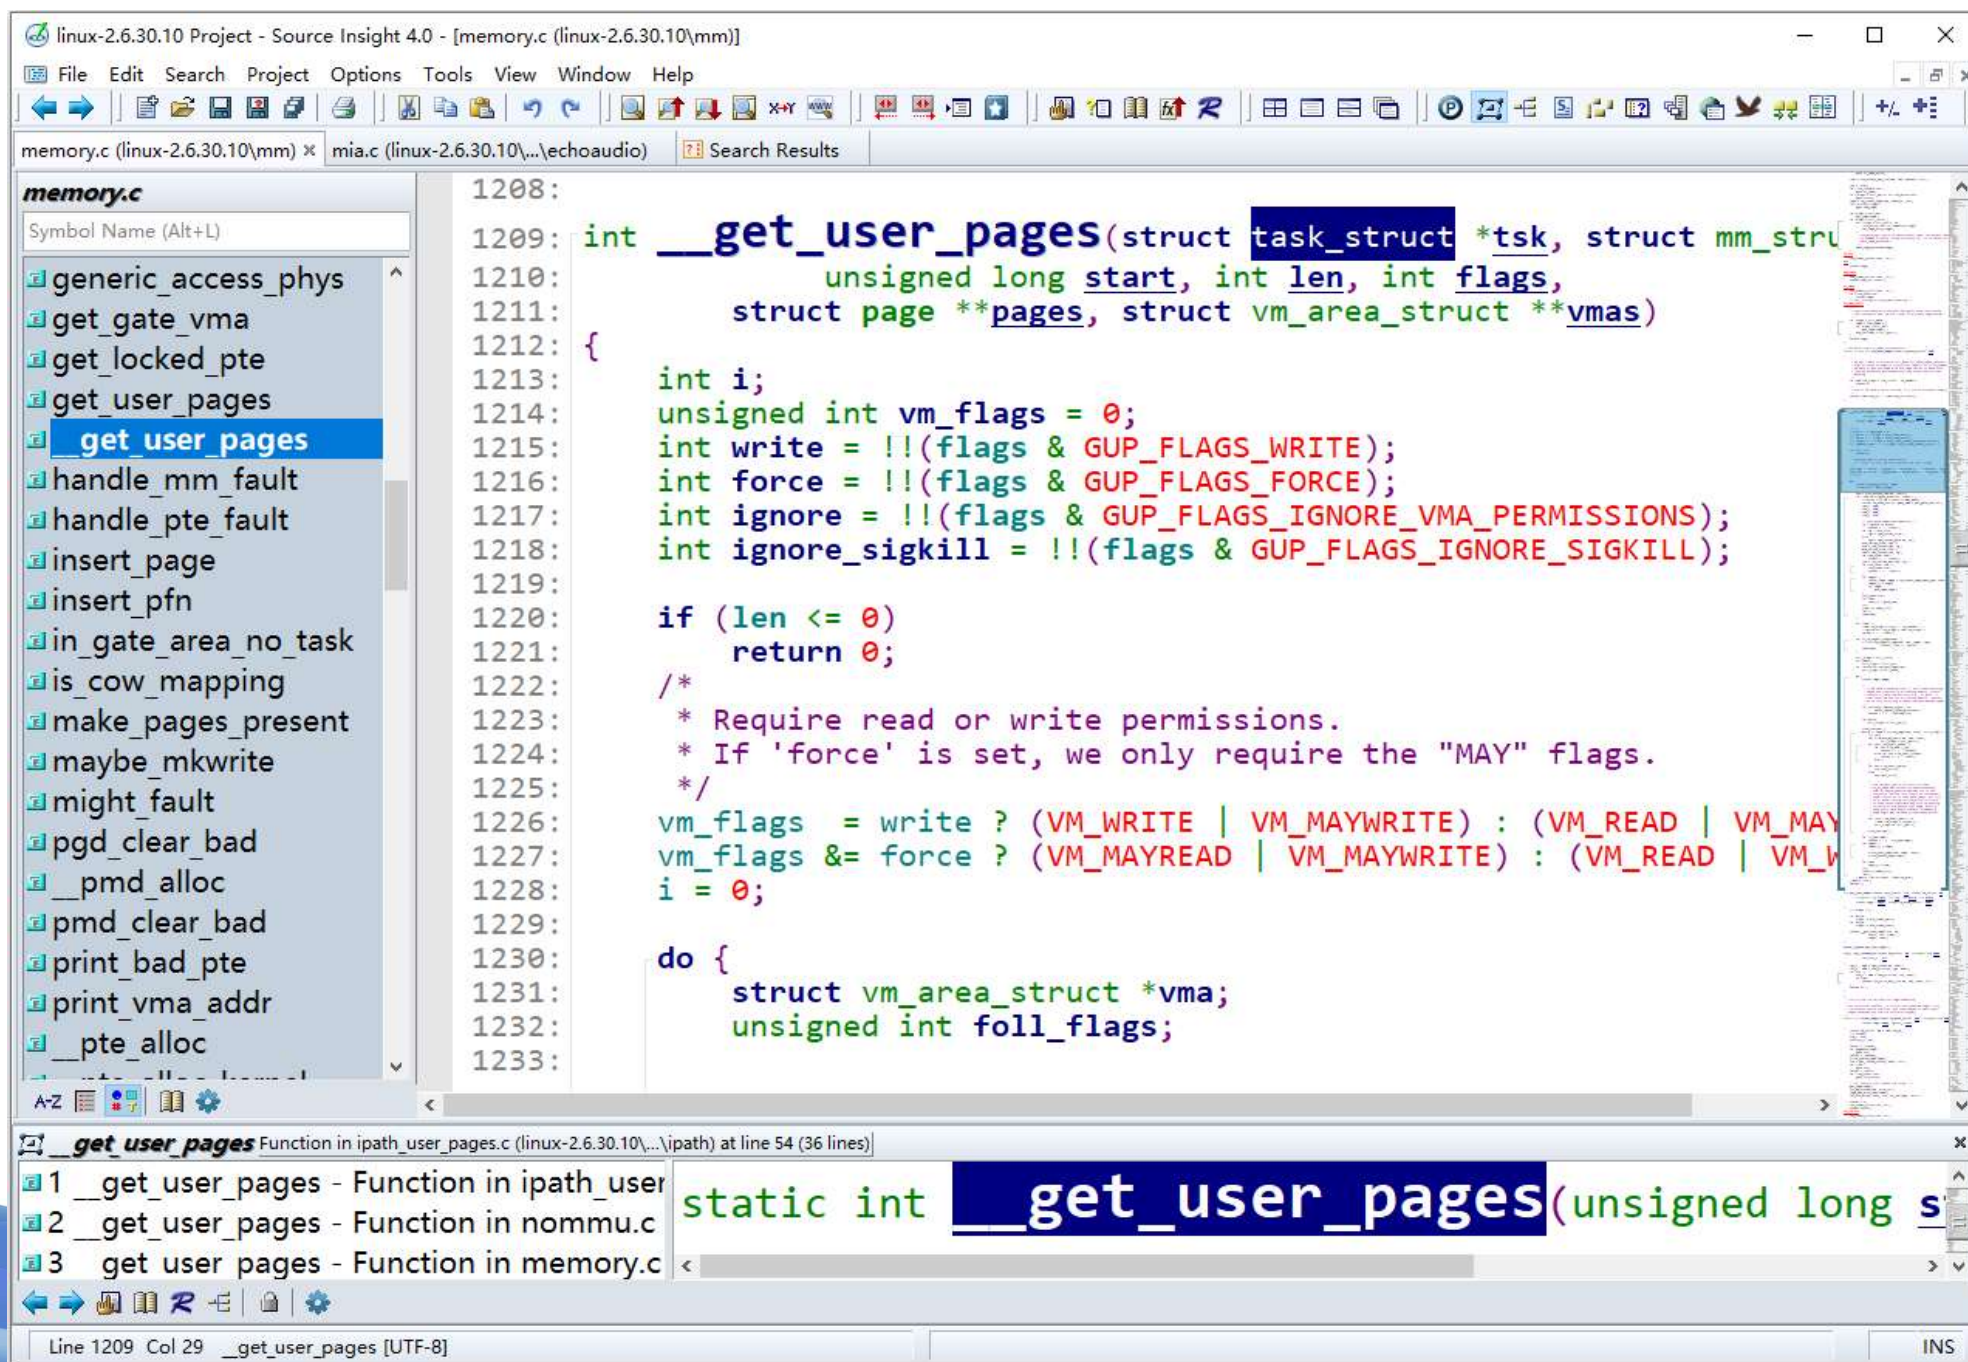 linux-2.6.30.10 Project - Source Insight 4.0 - [memory.c (linux-2.6.30.10\mm)]
File Edit Search Project Options Tools View Window Help
memory.c (linux-2.6.30.10\mm) × mia.c (linux-2.6.30.10\...\echoaudio) Search Results
memory.c
Symbol Name (Alt+L)
generic_access_phys
get_gate_vma
get_locked_pte
get_user_pages
__get_user_pages
handle_mm_fault
handle_pte_fault
insert_page
insert_pfn
in_gate_area_no_task
is_cow_mapping
make_pages_present
maybe_mkwrite
might_fault
pgd_clear_bad
__pmd_alloc
pmd_clear_bad
print_bad_pte
print_vma_addr
__pte_alloc
A-Z
1208:
1209: int __get_user_pages(struct task_struct *tsk, struct mm_stru
1210: unsigned long start, int len, int flags,
1211: struct page **pages, struct vm_area_struct **vmas)
1212: {
1213: int i;
1214: unsigned int vm_flags = 0;
1215: int write = !!(flags & GUP_FLAGS_WRITE);
1216: int force = !!(flags & GUP_FLAGS_FORCE);
1217: int ignore = !!(flags & GUP_FLAGS_IGNORE_VMA_PERMISSIONS);
1218: int ignore_sigkill = !!(flags & GUP_FLAGS_IGNORE_SIGKILL);
1219:
1220: if (len <= 0)
1221: return 0;
1222: /*
1223: * Require read or write permissions.
1224: * If 'force' is set, we only require the "MAY" flags.
1225: */
1226: vm_flags = write ? (VM_WRITE | VM_MAYWRITE) : (VM_READ | VM_MAY
1227: vm_flags &= force ? (VM_MAYREAD | VM_MAYWRITE) : (VM_READ | VM_W
1228: i = 0;
1229:
1230: do {
1231: struct vm_area_struct *vma;
1232: unsigned int foll_flags;
1233:
__get_user_pages Function in ipath_user_pages.c (linux-2.6.30.10\...\ipath) at line 54 (36 lines)
1 __get_user_pages - Function in ipath_user
2 __get_user_pages - Function in nommu.c
3 __get_user_pages - Function in memory.c
static int __get_user_pages(unsigned long s
Line 1209 Col 29 __get_user_pages [UTF-8]
INS